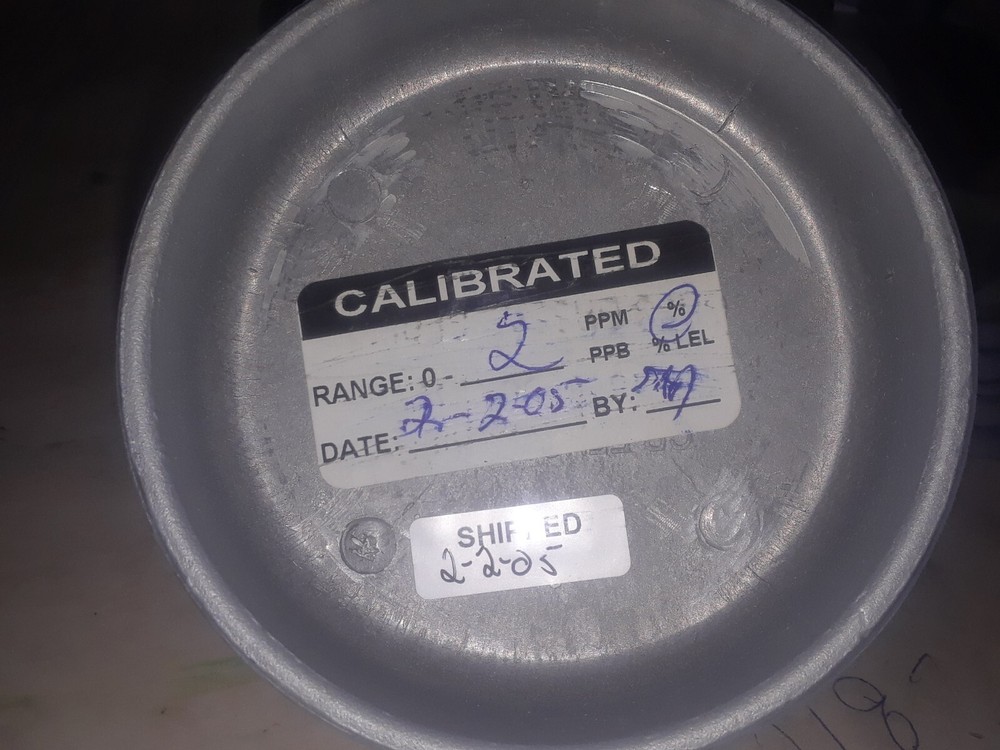 CALIBRATED
RANGE: 0 - 2 PPM %
PPB % LEL
DATE: 2-2-05 BY:
SHIPPED
2-2-05